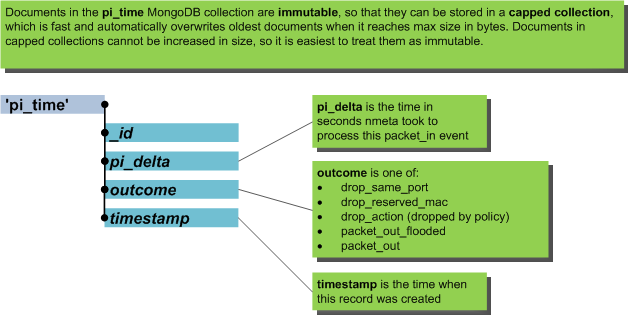 Documents in the pi_time MongoDB collection are immutable, so that they can be stored in a capped collection,
which is fast and automatically overwrites oldest documents when it reaches max size in bytes. Documents in
capped collections cannot be increased in size, so it is easiest to treat them as immutable.
'pi_time'
_id
pi_delta
outcome
timestamp
pi_delta is the time in
seconds nmeta took to
process this packet_in event
outcome is one of:
• drop_same_port
• drop_reserved_mac
• drop_action (dropped by policy)
• packet_out_flooded
• packet_out
timestamp is the time when
this record was created